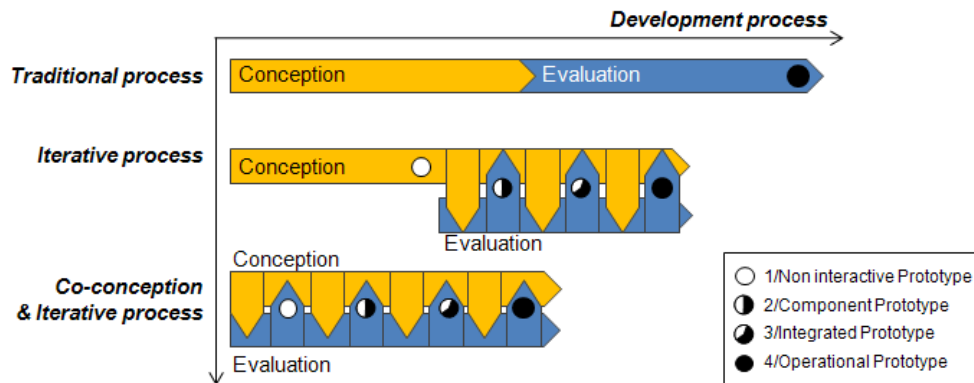 Development process
Traditional process
Conception
Evaluation
Iterative process
Conception
Evaluation
Co-conception
& Iterative process
Conception
Evaluation
1/Non interactive Prototype
2/Component Prototype
3/Integrated Prototype
4/Operational Prototype